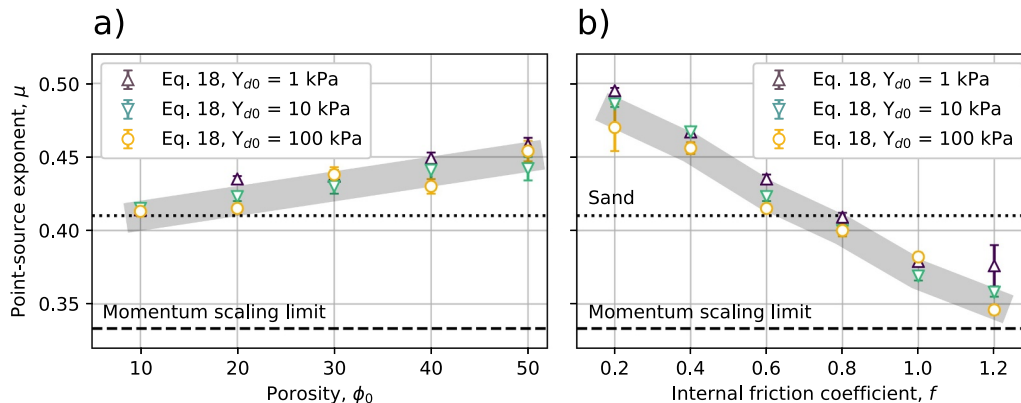 a)
Point-source exponent, μ
0.50
0.45
0.40
0.35
Eq. 18, Y_d0 = 1 kPa
Eq. 18, Y_d0 = 10 kPa
Eq. 18, Y_d0 = 100 kPa
Momentum scaling limit
10 20 30 40 50
Porosity, ϕ_0
b)
Eq. 18, Y_d0 = 1 kPa
Eq. 18, Y_d0 = 10 kPa
Eq. 18, Y_d0 = 100 kPa
Sand
Momentum scaling limit
0.2 0.4 0.6 0.8 1.0 1.2
Internal friction coefficient, f